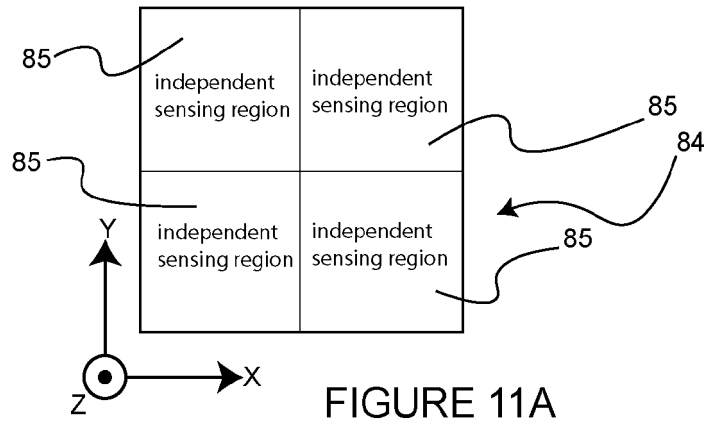 85
independent
sensing region
independent
sensing region
85
84
85
independent
sensing region
independent
sensing region
85
Y
X
Z
FIGURE 11A